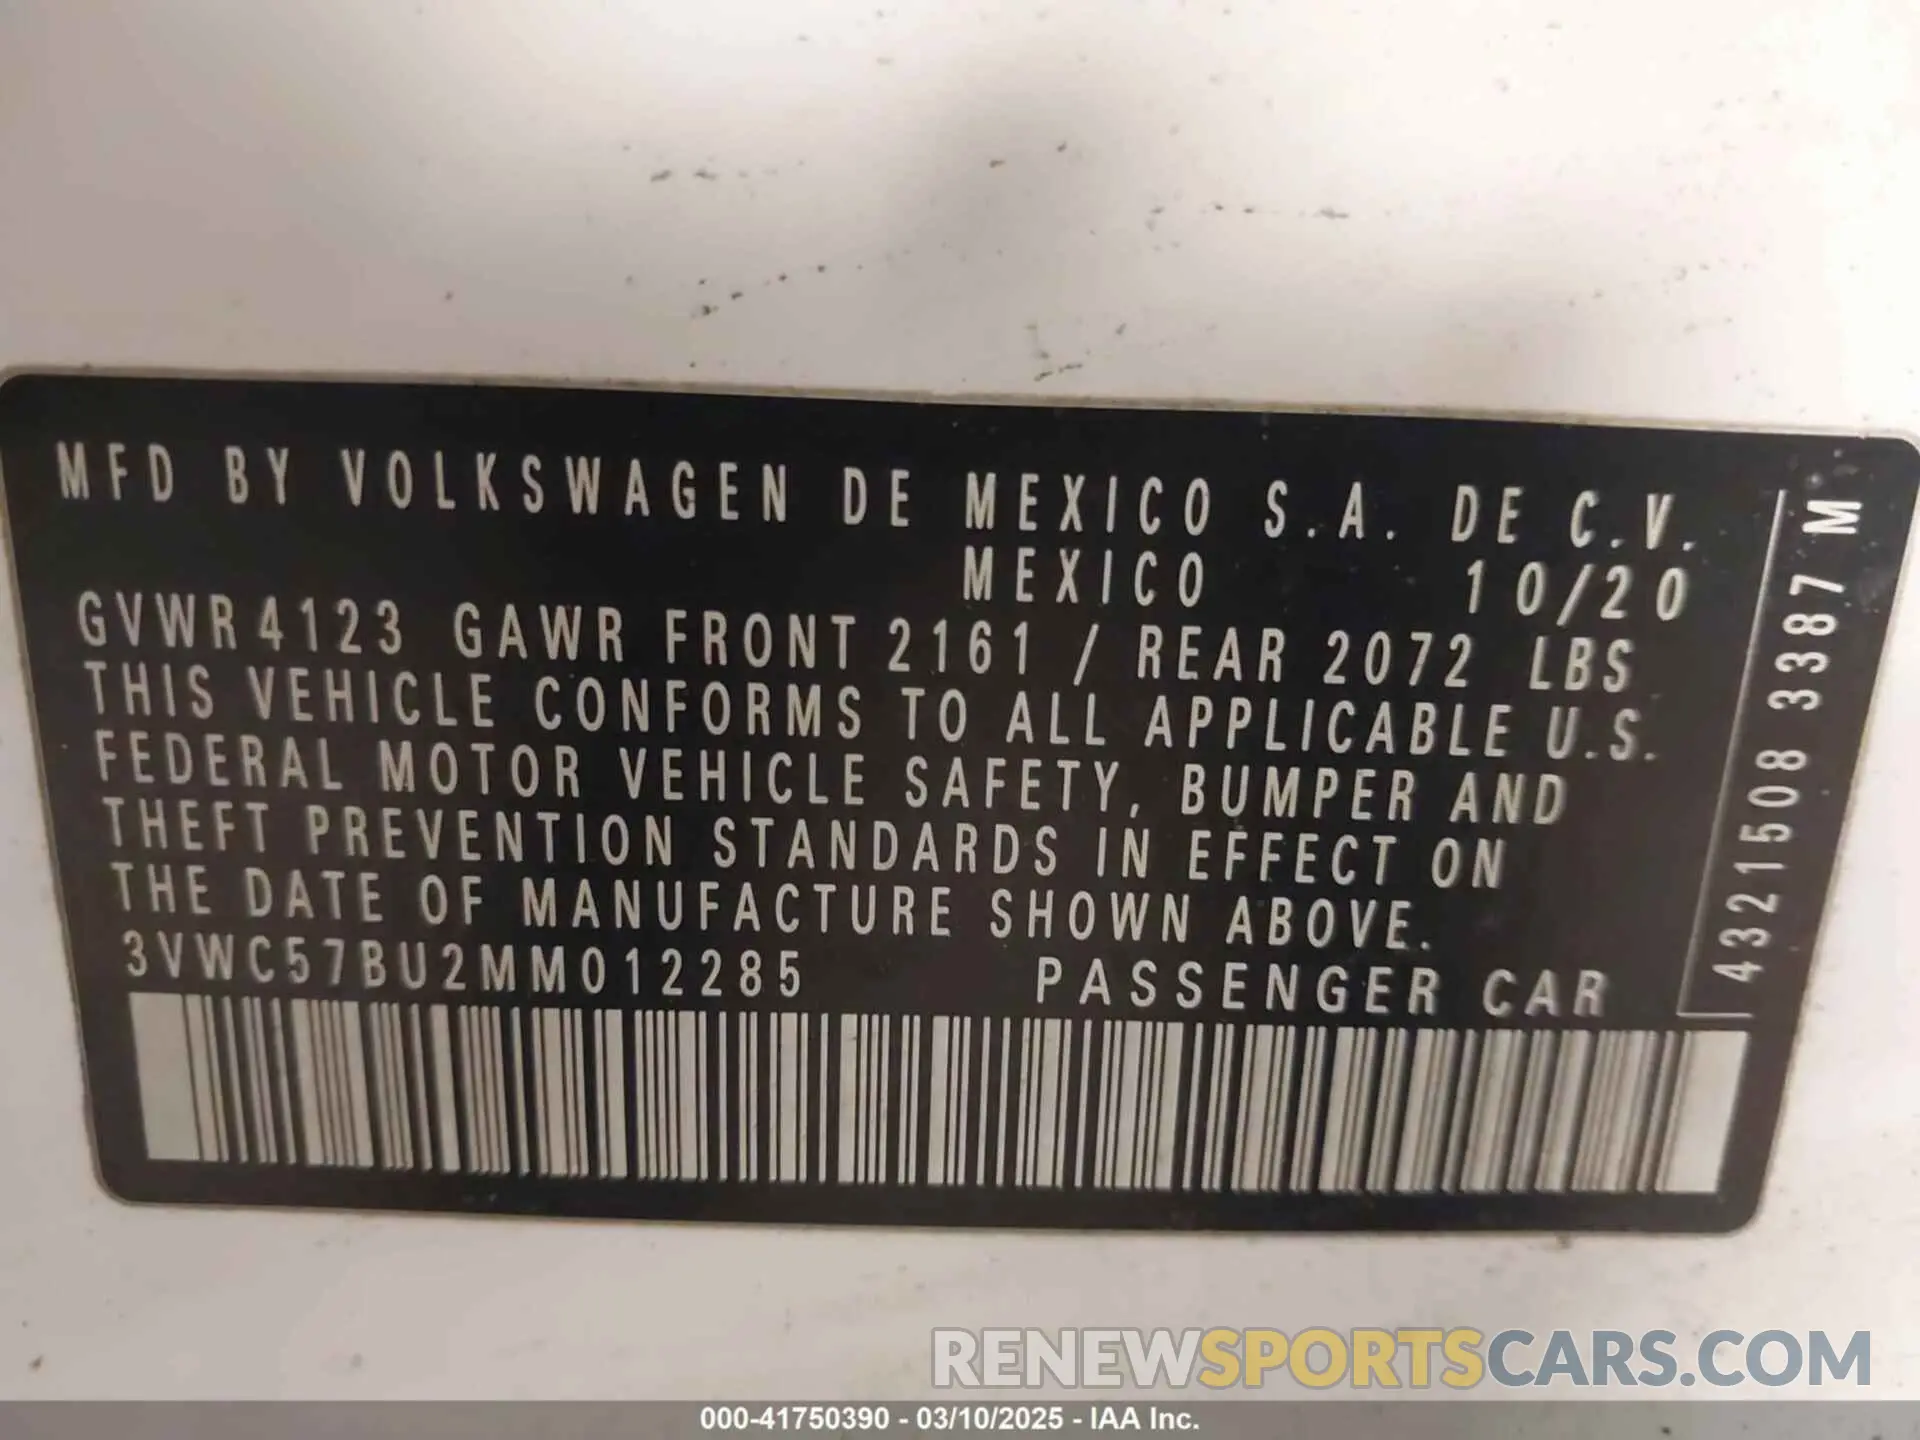 MFD BY VOLKSWAGEN DE MEXICO S.A. DE C.V.
MEXICO 10/20
GVWR 4123 GAWR FRONT 2161 / REAR 2072 LBS
THIS VEHICLE CONFORMS TO ALL APPLICABLE U.S.
FEDERAL MOTOR VEHICLE SAFETY, BUMPER AND
THEFT PREVENTION STANDARDS IN EFFECT ON
THE DATE OF MANUFACTURE SHOWN ABOVE.
3VWC57BU2MM012285 PASSENGER CAR
4321508 3387 M
RENEWSPORTSCARS.COM
000-41750390 - 03/10/2025 - IAA Inc.